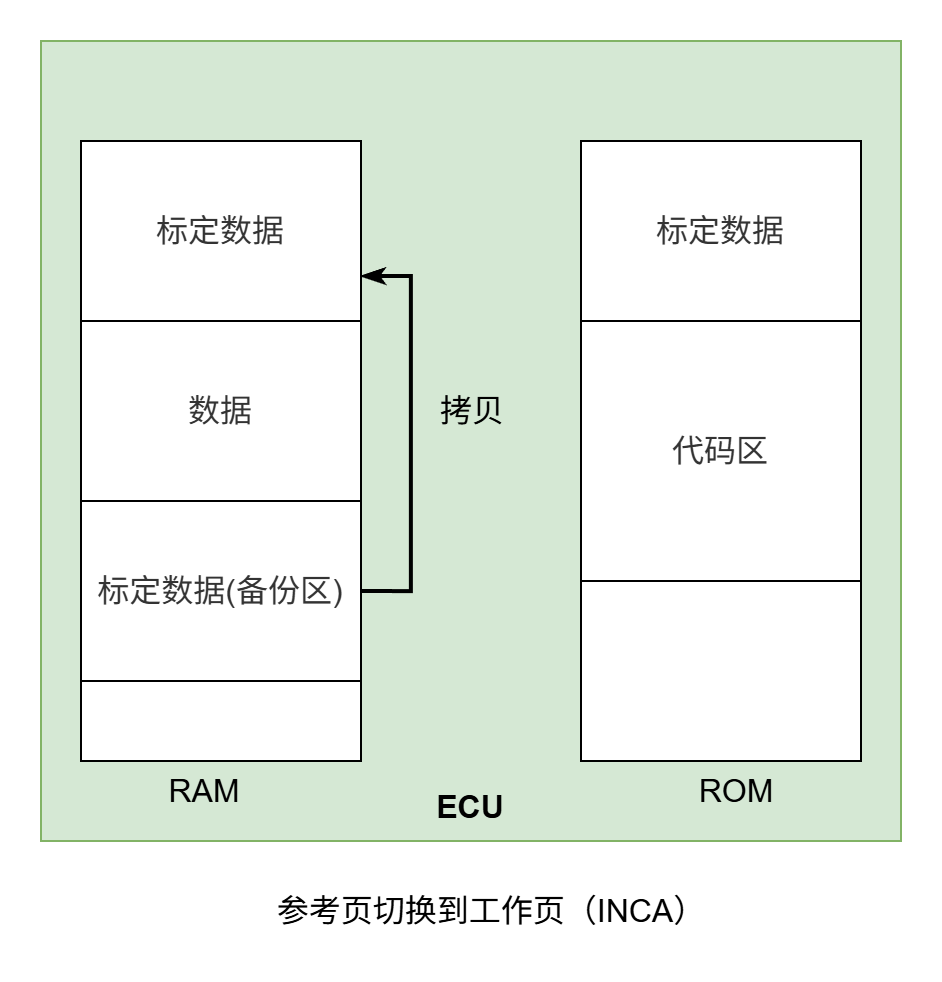 标定数据
标定数据
数据
拷贝
代码区
标定数据(备份区)
RAM
ROM
ECU
参考页切换到工作页（INCA）